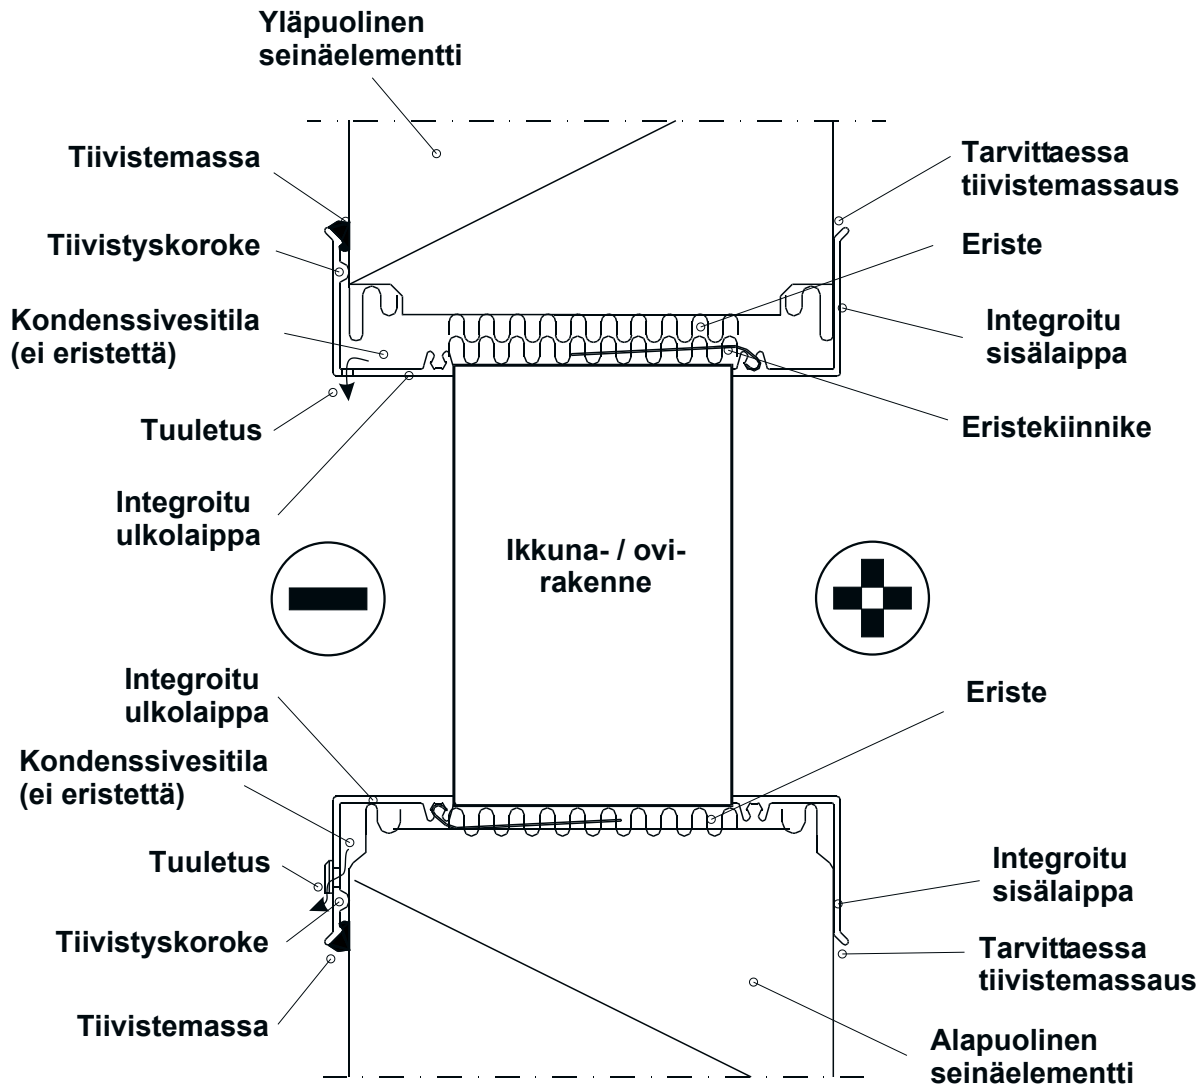 Yläpuolinen
seinäelementti
Tiivistemassa
Tarvittaessa
tiivistemassaus
Tiivistyskoroke
Eriste
Kondenssivesitila
(ei eristettä)
Integroitu
sisälaippa
Tuuletus
Eristekiinnike
Integroitu
ulkolaippa
Ikkuna- / ovi-
rakenne
Integroitu
ulkolaippa
Eriste
Kondenssivesitila
(ei eristettä)
Tuuletus
Integroitu
sisälaippa
Tiivistyskoroke
Tarvittaessa
tiivistemassaus
Tiivistemassa
Alapuolinen
seinäelementti